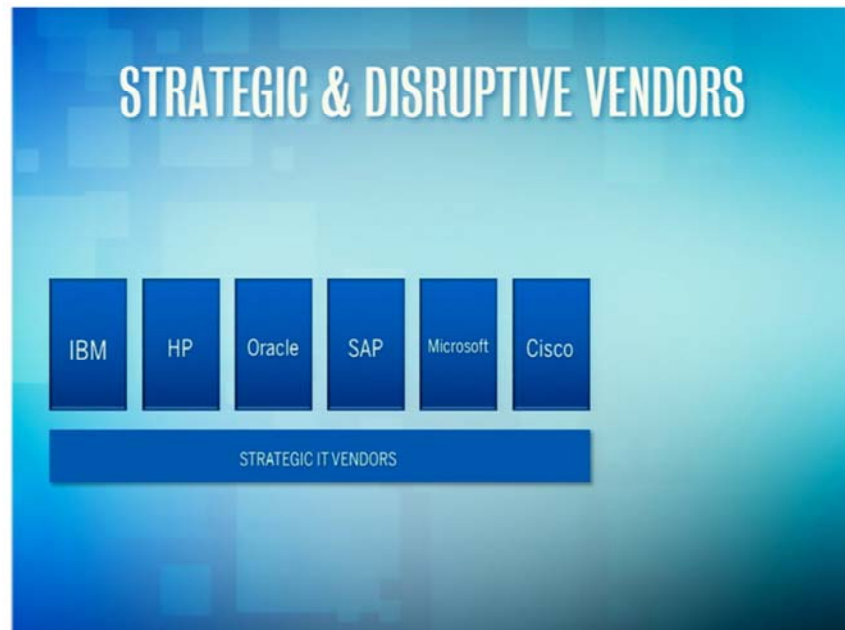 STRATEGIC & DISRUPTIVE VENDORS
IBM
HP
Oracle
SAP
Microsoft
Cisco
STRATEGIC IT VENDORS